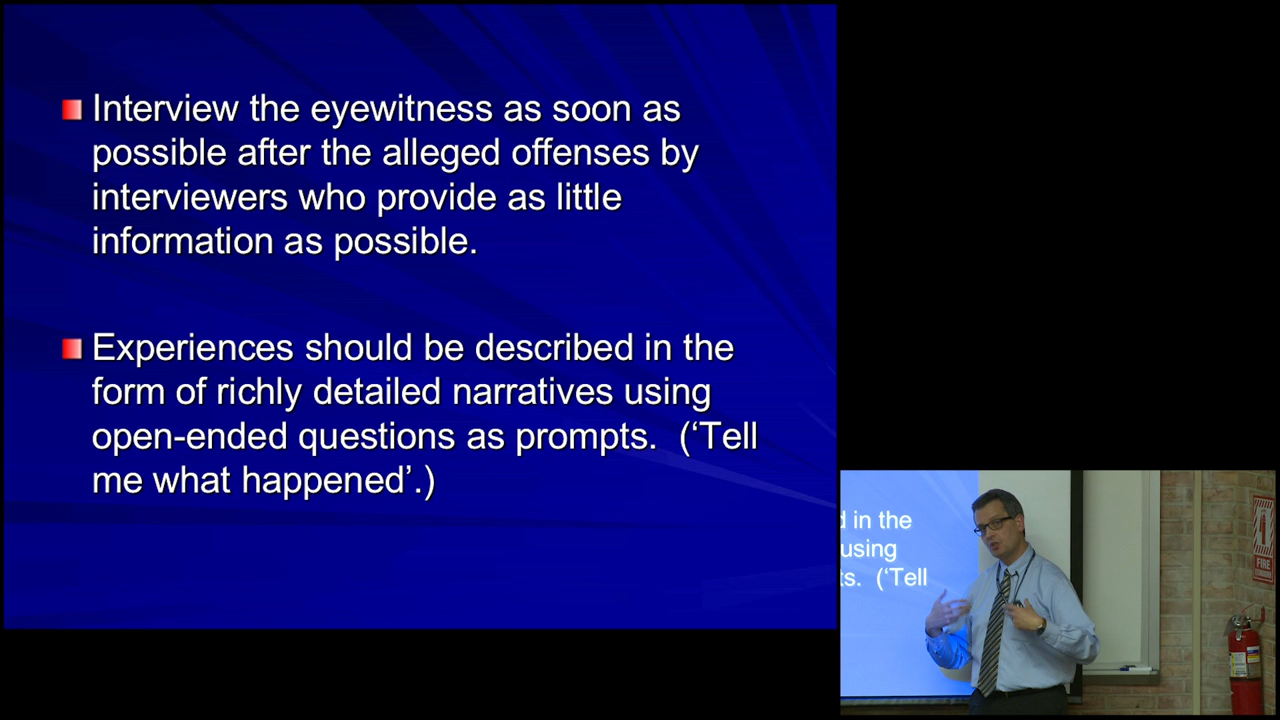 Interview the eyewitness as soon as
possible after the alleged offenses by
interviewers who provide as little
information as possible.
Experiences should be described in the
form of richly detailed narratives using
open-ended questions as prompts.  (‘Tell
me what happened’.)
d in the
using
ts.  (‘Tell
FIRE